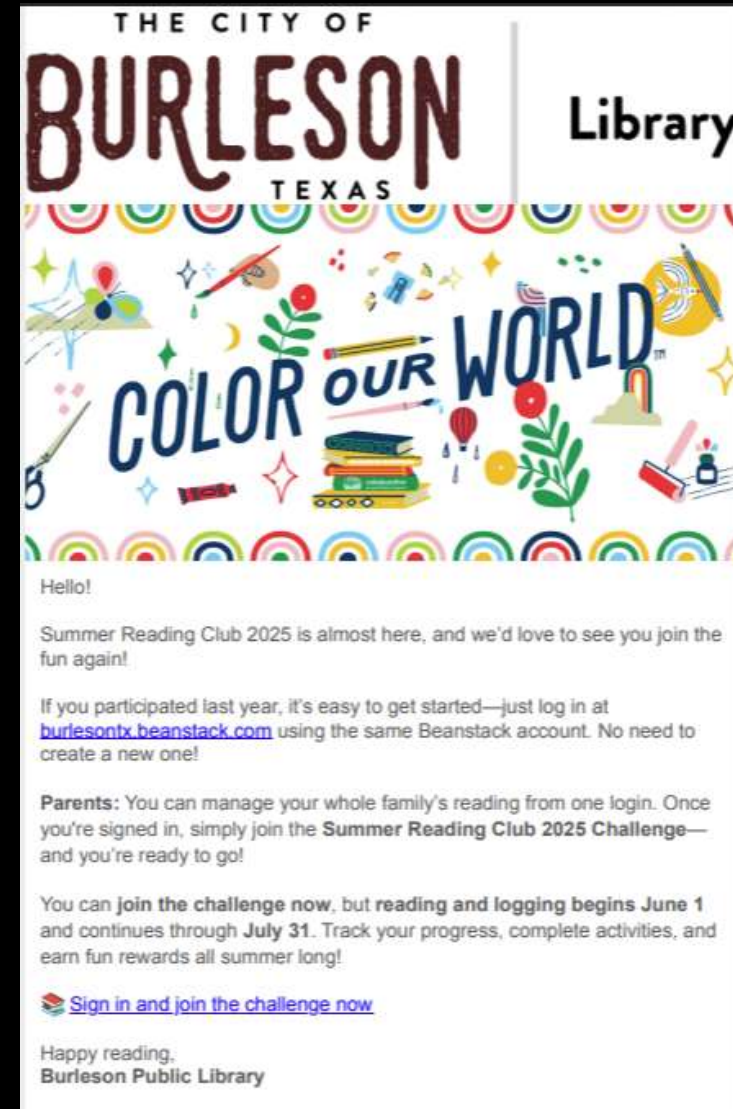 THE CITY OF
BURLESON
TEXAS
Library
COLOR OUR WORLD™
Hello!
Summer Reading Club 2025 is almost here, and we'd love to see you join the
fun again!
If you participated last year, it's easy to get started—just log in at
burlesontx.beanstack.com using the same Beanstack account. No need to
create a new one!
Parents: You can manage your whole family's reading from one login. Once
you're signed in, simply join the Summer Reading Club 2025 Challenge—
and you're ready to go!
You can join the challenge now, but reading and logging begins June 1
and continues through July 31. Track your progress, complete activities, and
earn fun rewards all summer long!
📚 Sign in and join the challenge now
Happy reading,
Burleson Public Library